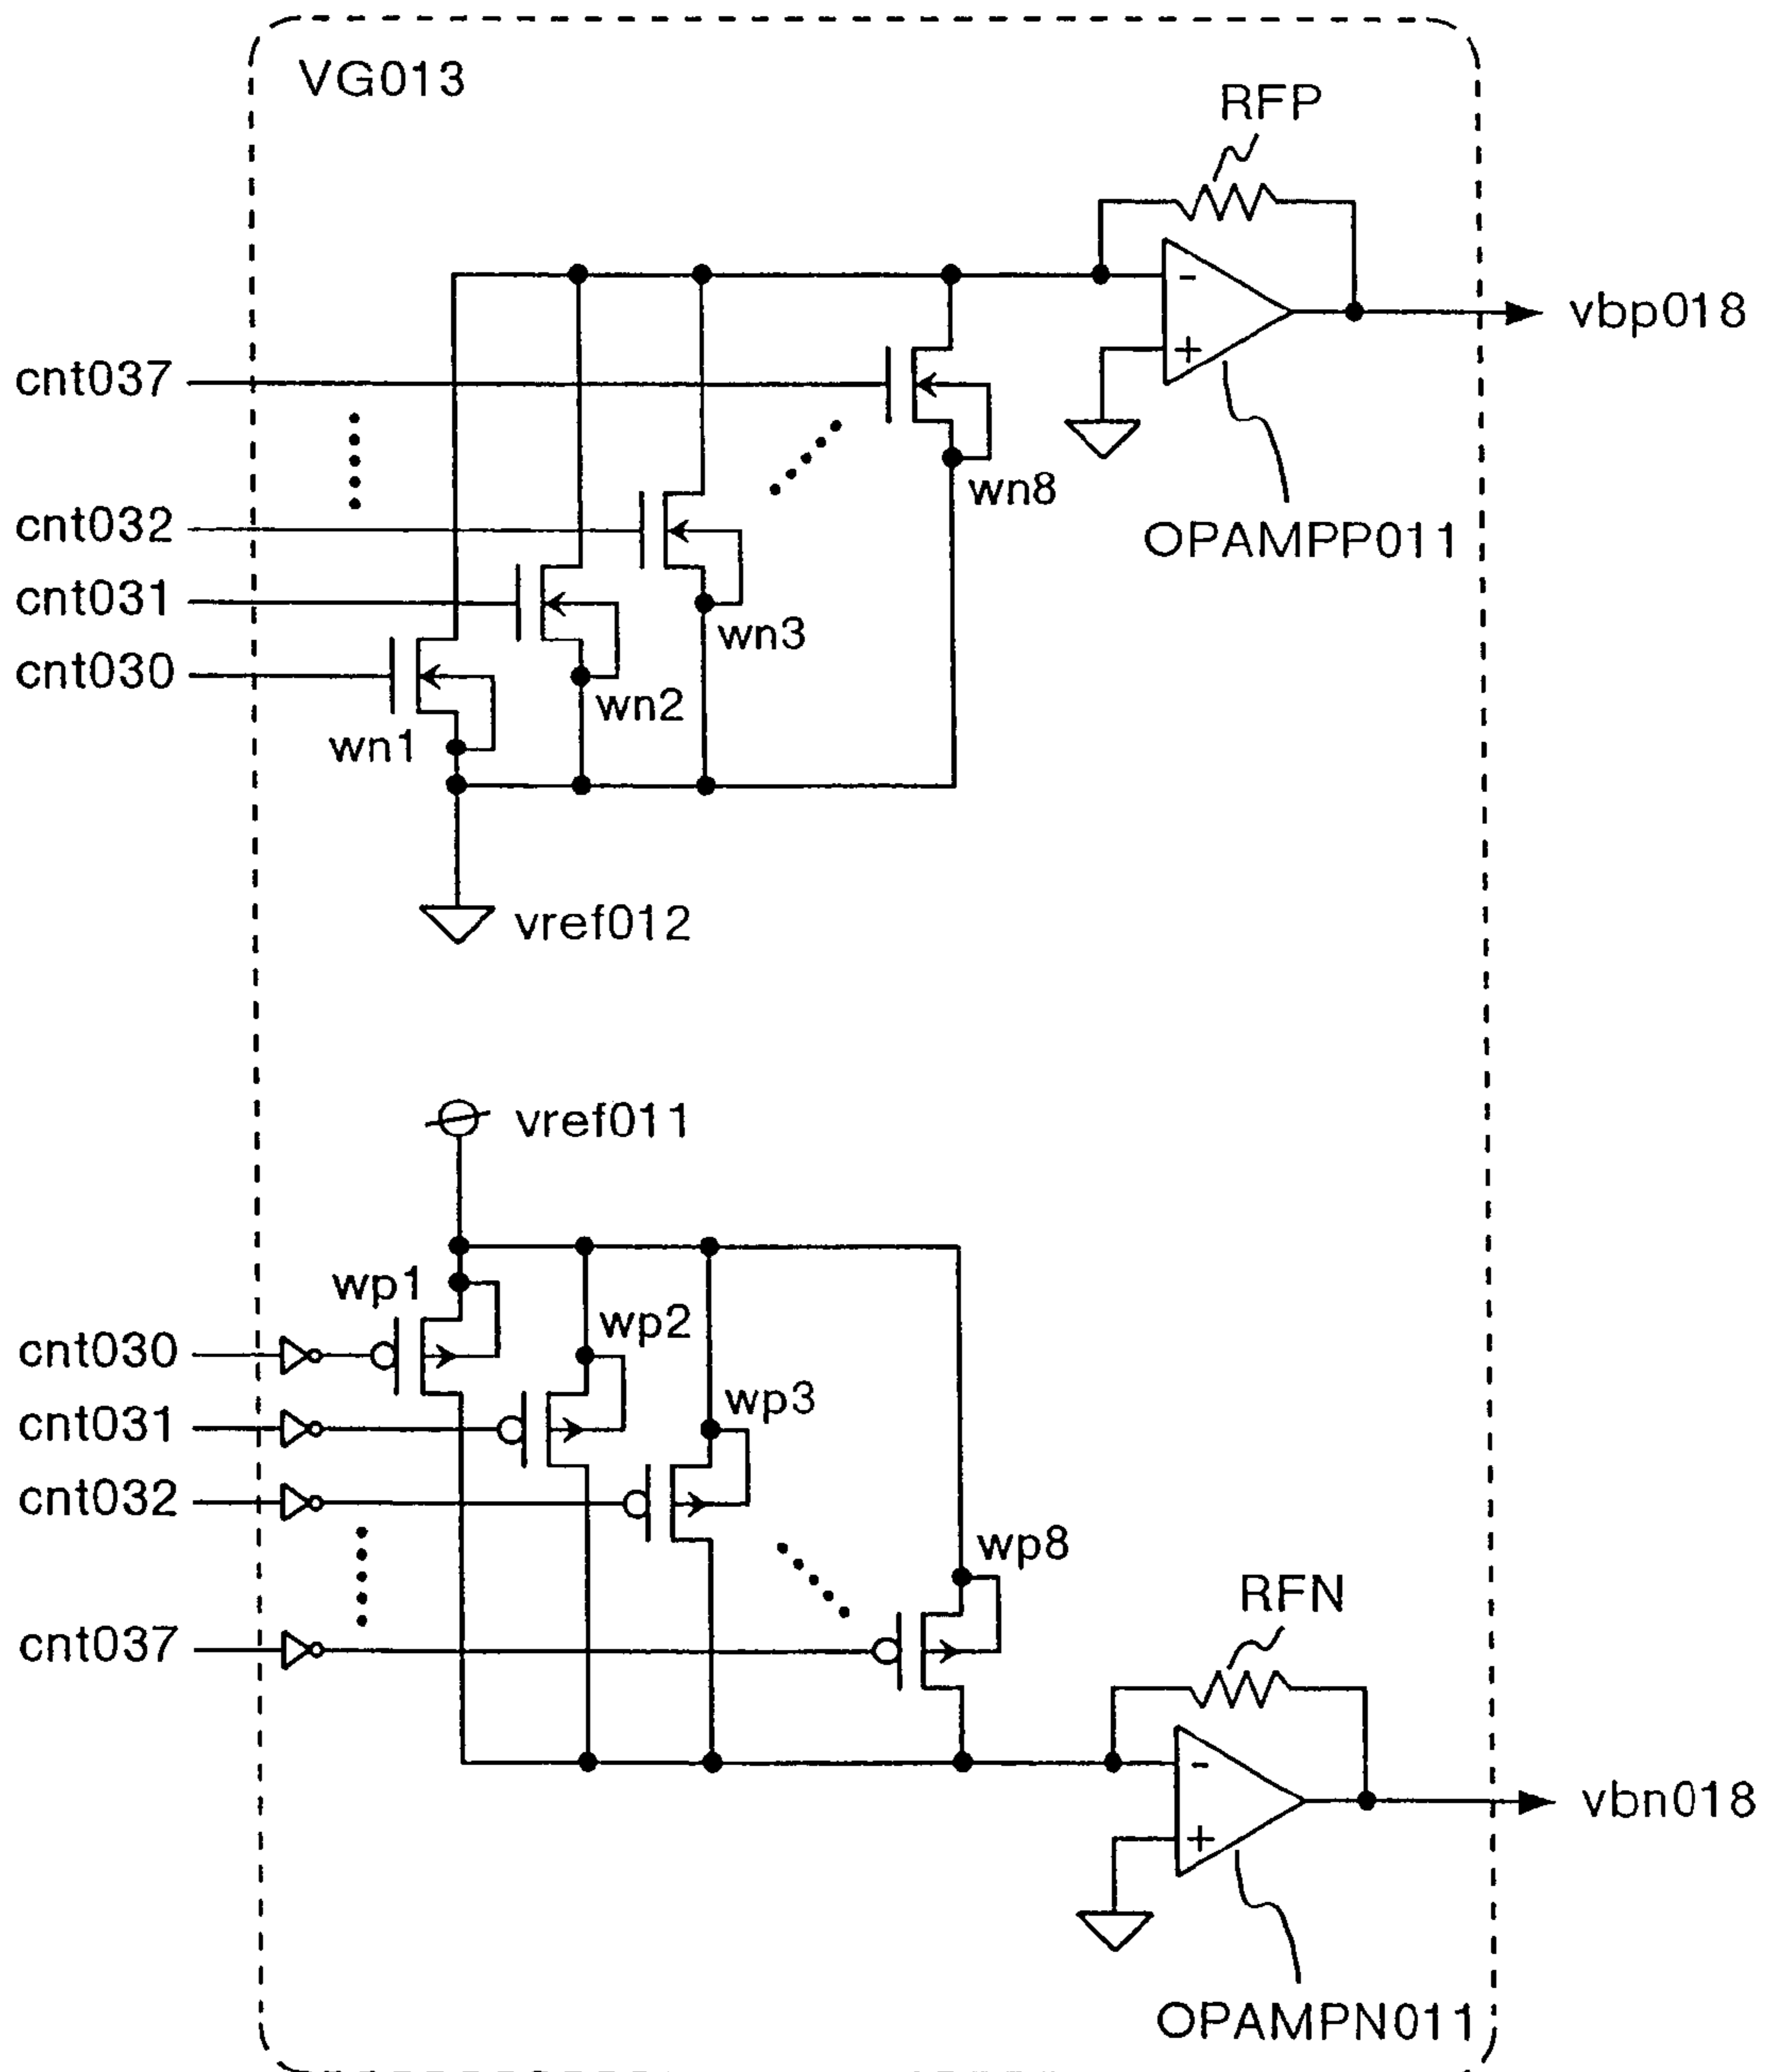 VG013
RFP
-
+
vbp018
cnt037
wn8
OPAMPP011
cnt032
wn3
cnt031
wn2
cnt030
wn1
vref012
vref011
wp1
cnt030
wp2
cnt031
wp3
cnt032
wp8
cnt037
RFN
-
+
vbn018
OPAMPN011